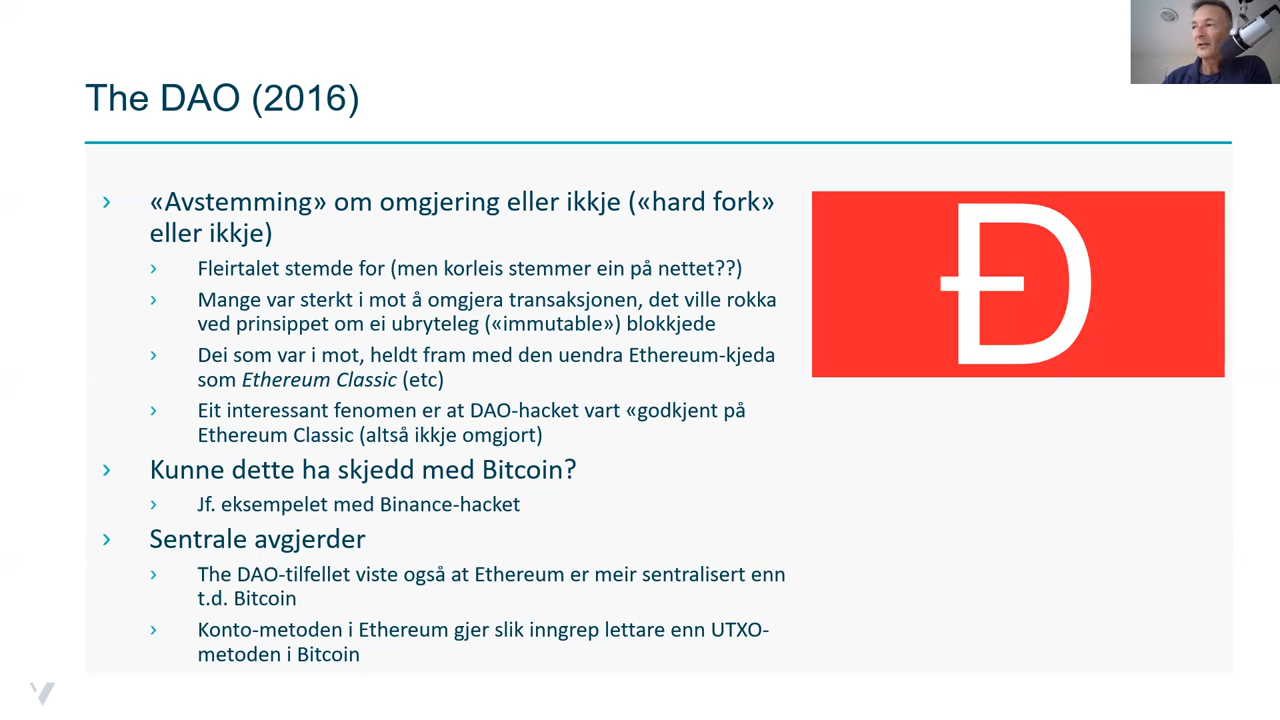 The DAO (2016)
› «Avstemming» om omgjering eller ikkje («hard fork»
eller ikkje)
› Fleirtalet stemde for (men korleis stemmer ein på nettet??)
› Mange var sterkt i mot å omgjera transaksjonen, det ville rokka
ved prinsippet om ei ubryteleg («immutable») blokkjede
› Dei som var i mot, heldt fram med den uendra Ethereum-kjeda
som Ethereum Classic (etc)
› Eit interessant fenomen er at DAO-hacket vart «godkjent på
Ethereum Classic (altså ikkje omgjort)
› Kunne dette ha skjedd med Bitcoin?
› Jf. eksempelet med Binance-hacket
› Sentrale avgjerder
› The DAO-tilfellet viste også at Ethereum er meir sentralisert enn
t.d. Bitcoin
› Konto-metoden i Ethereum gjer slik inngrep lettare enn UTXO-
metoden i Bitcoin
Đ